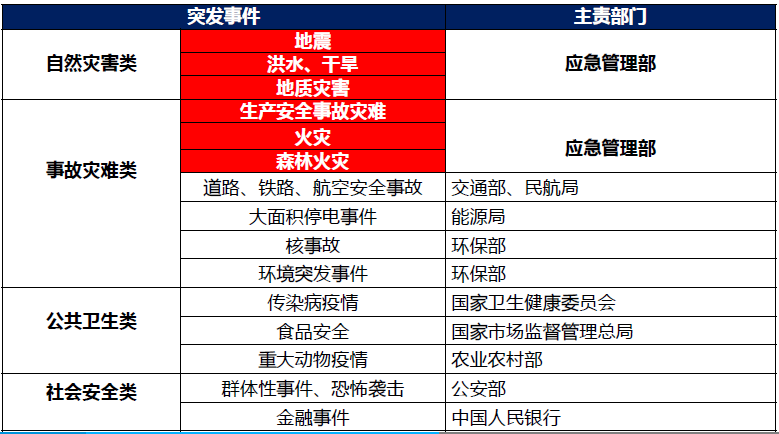 突发事件 主责部门
自然灾害类 地震 应急管理部
洪水、干旱
地质灾害
事故灾难类 生产安全事故灾难 应急管理部
火灾
森林火灾
道路、铁路、航空安全事故 交通部、民航局
大面积停电事件 能源局
核事故 环保部
环境突发事件 环保部
公共卫生类 传染病疫情 国家卫生健康委员会
食品安全 国家市场监督管理总局
重大动物疫情 农业农村部
社会安全类 群体性事件、恐怖袭击 公安部
金融事件 中国人民银行